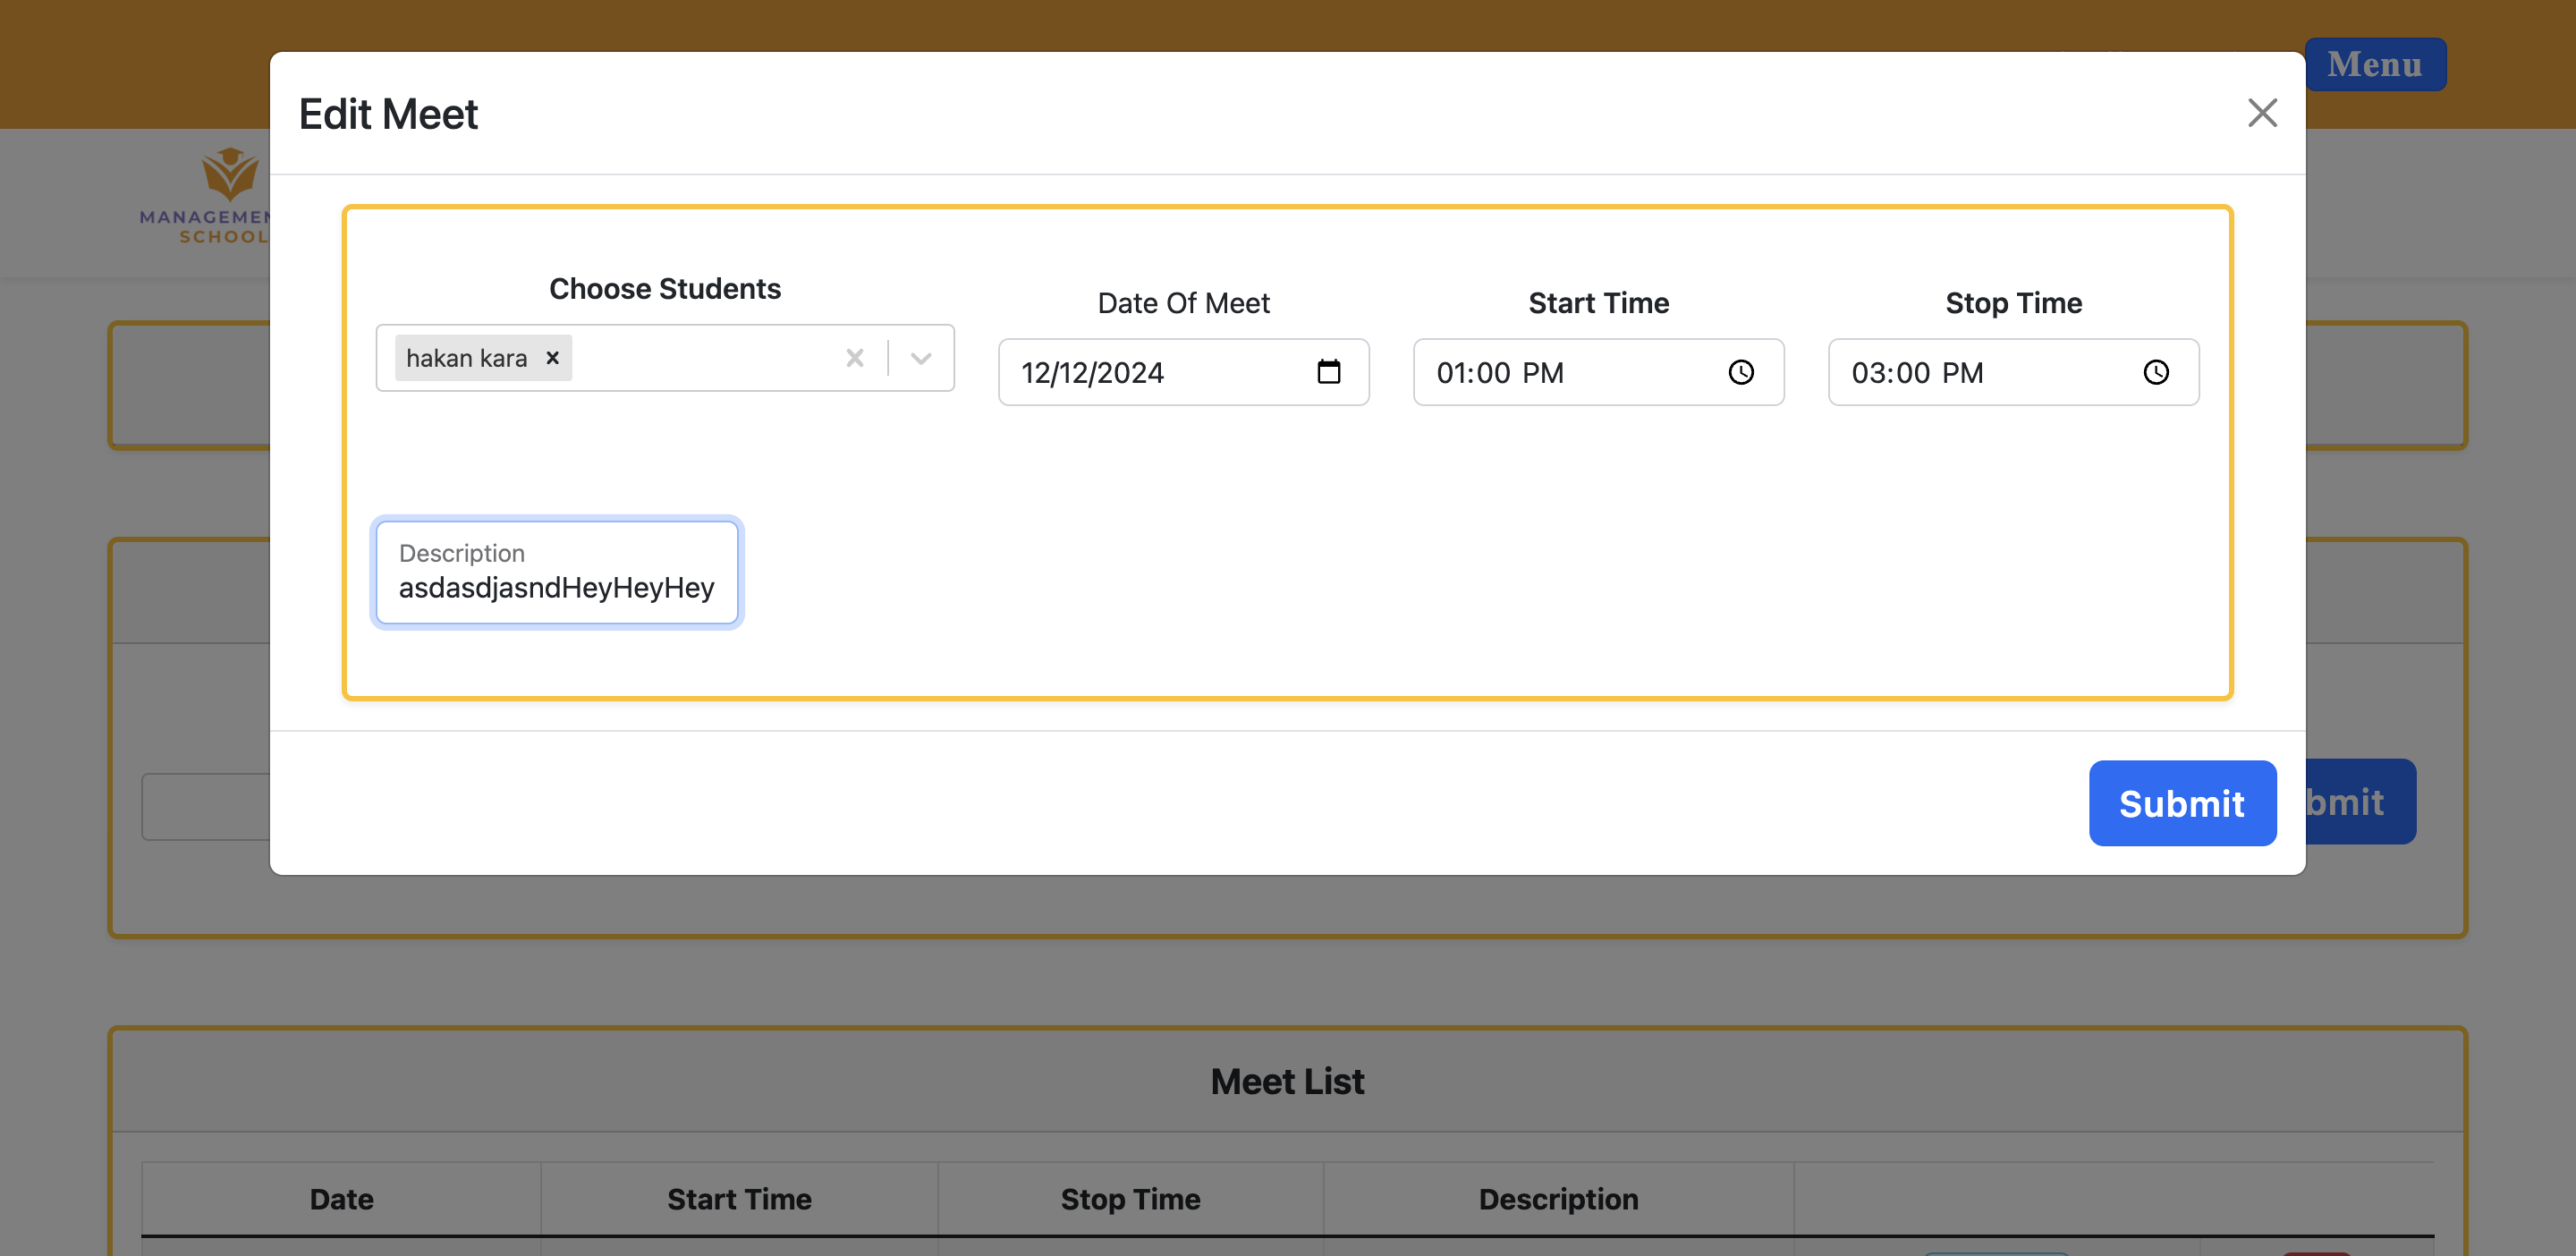 Menu
Edit Meet
MANAGEMEN
SCHOOL
Choose Students
Date Of Meet
Start Time
Stop Time
hakan kara
12/12/2024
01:00 PM
03:00 PM
Description
asdasdjasndHeyHeyHey
Submit
bmit
Meet List
Date
Start Time
Stop Time
Description